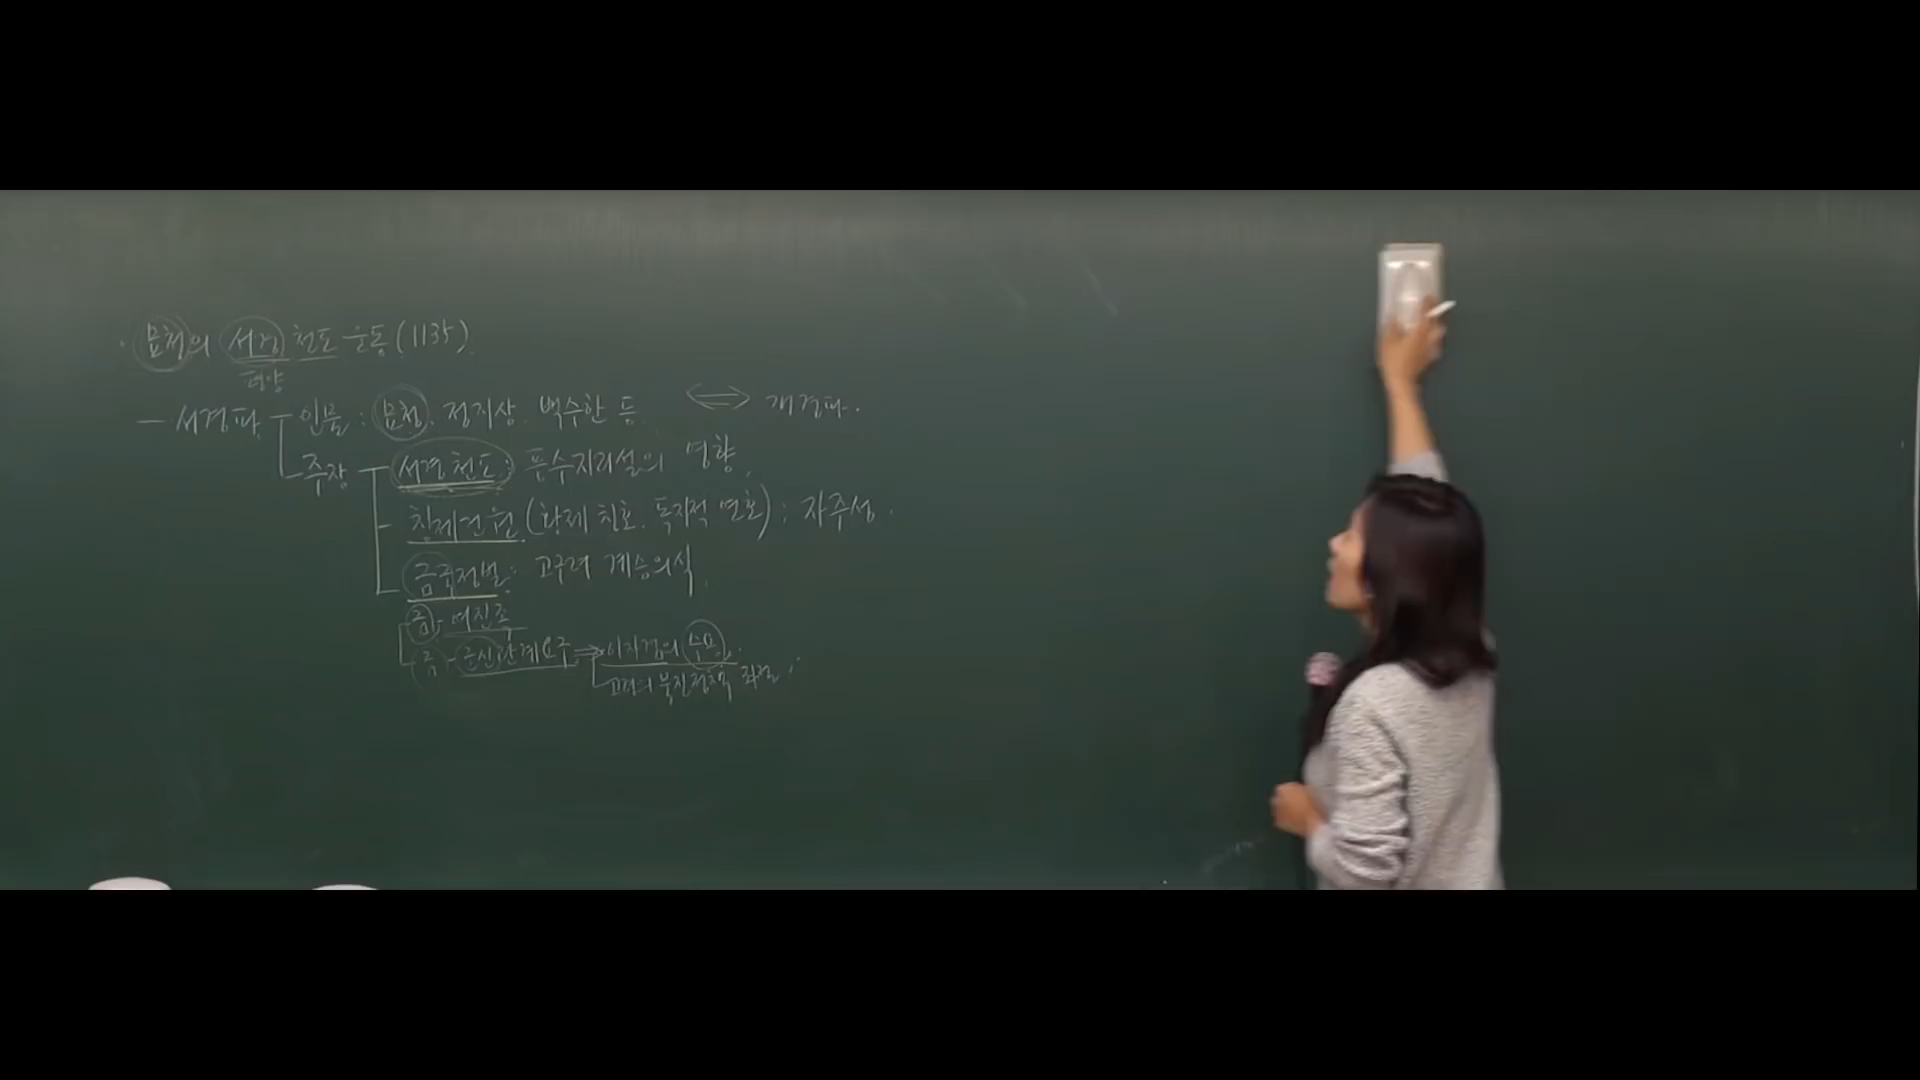 · 묘청의 서경 천도 운동 (1135)
평양
— 서경파 인물 : 묘청, 정지상, 백수한 등 ⟺ 개경파.
주장 서경 천도 : 풍수지리설의 영향.
- 칭제건원 (황제 칭호, 독자적 연호) : 자주성.
금국정벌 : 고구려 계승의식.
금 - 여진족
금 - 군신관계요구 ⇒ 이자겸의 수용.
고려의 북진정책 좌절.